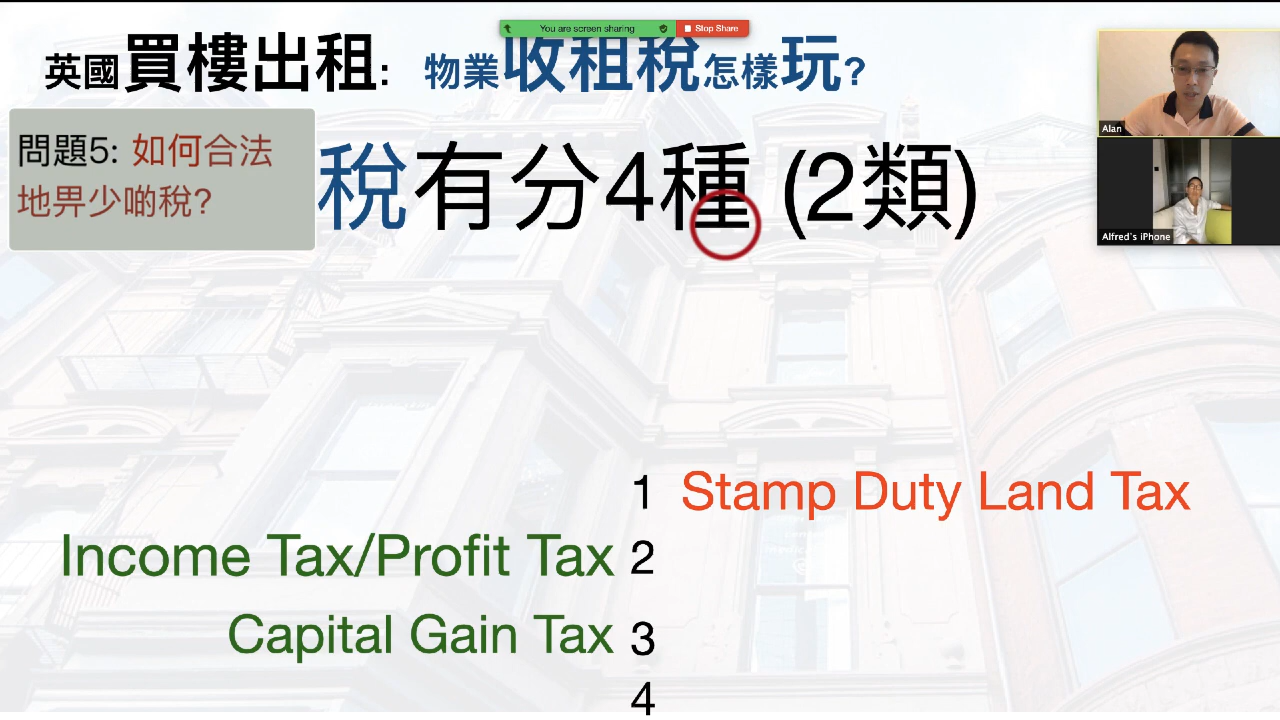 You are screen sharing Stop Share
英國買樓出租: 物業收租稅怎樣玩?
問題5: 如何合法
地畀少啲稅?
稅有分4種 (2類)
Alan
Alfred's iPhone
1 Stamp Duty Land Tax
Income Tax/Profit Tax 2
Capital Gain Tax 3
4